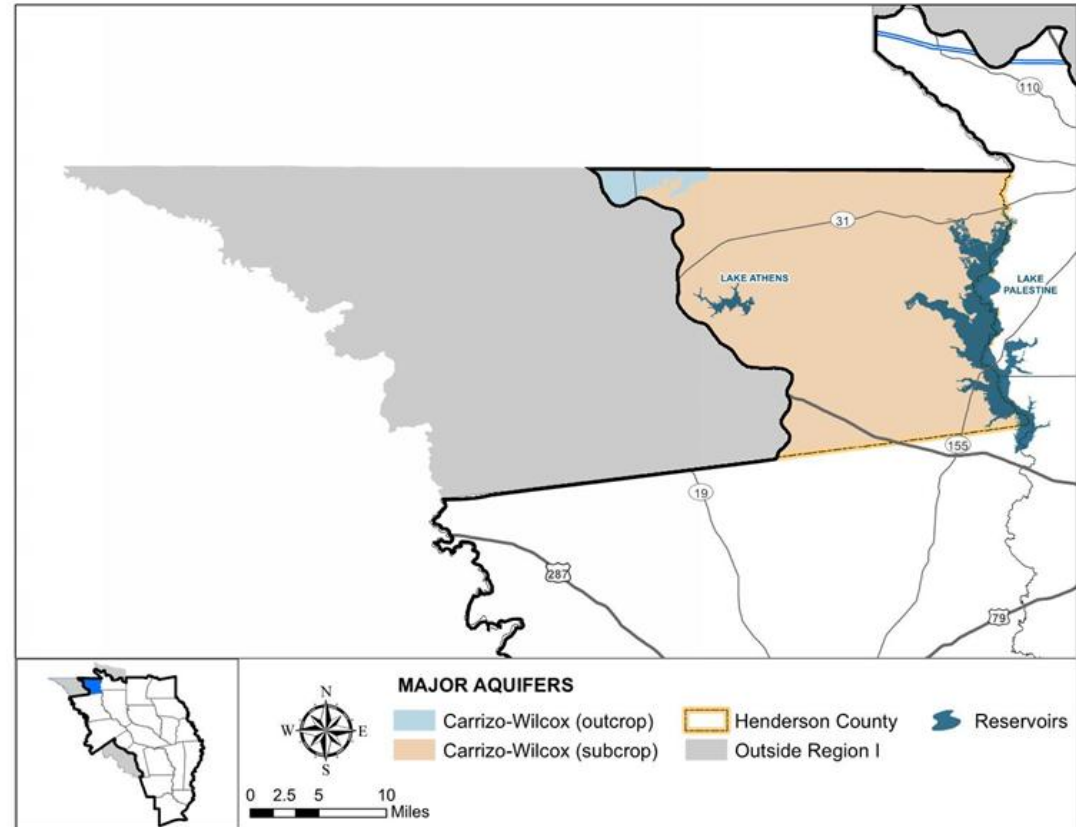 110
31
LAKE ATHENS
LAKE
PALESTINE
155
19
287
79
N
W E
S
0 2.5 5 10
Miles
MAJOR AQUIFERS
Carrizo-Wilcox (outcrop)
Carrizo-Wilcox (subcrop)
Henderson County
Outside Region I
Reservoirs